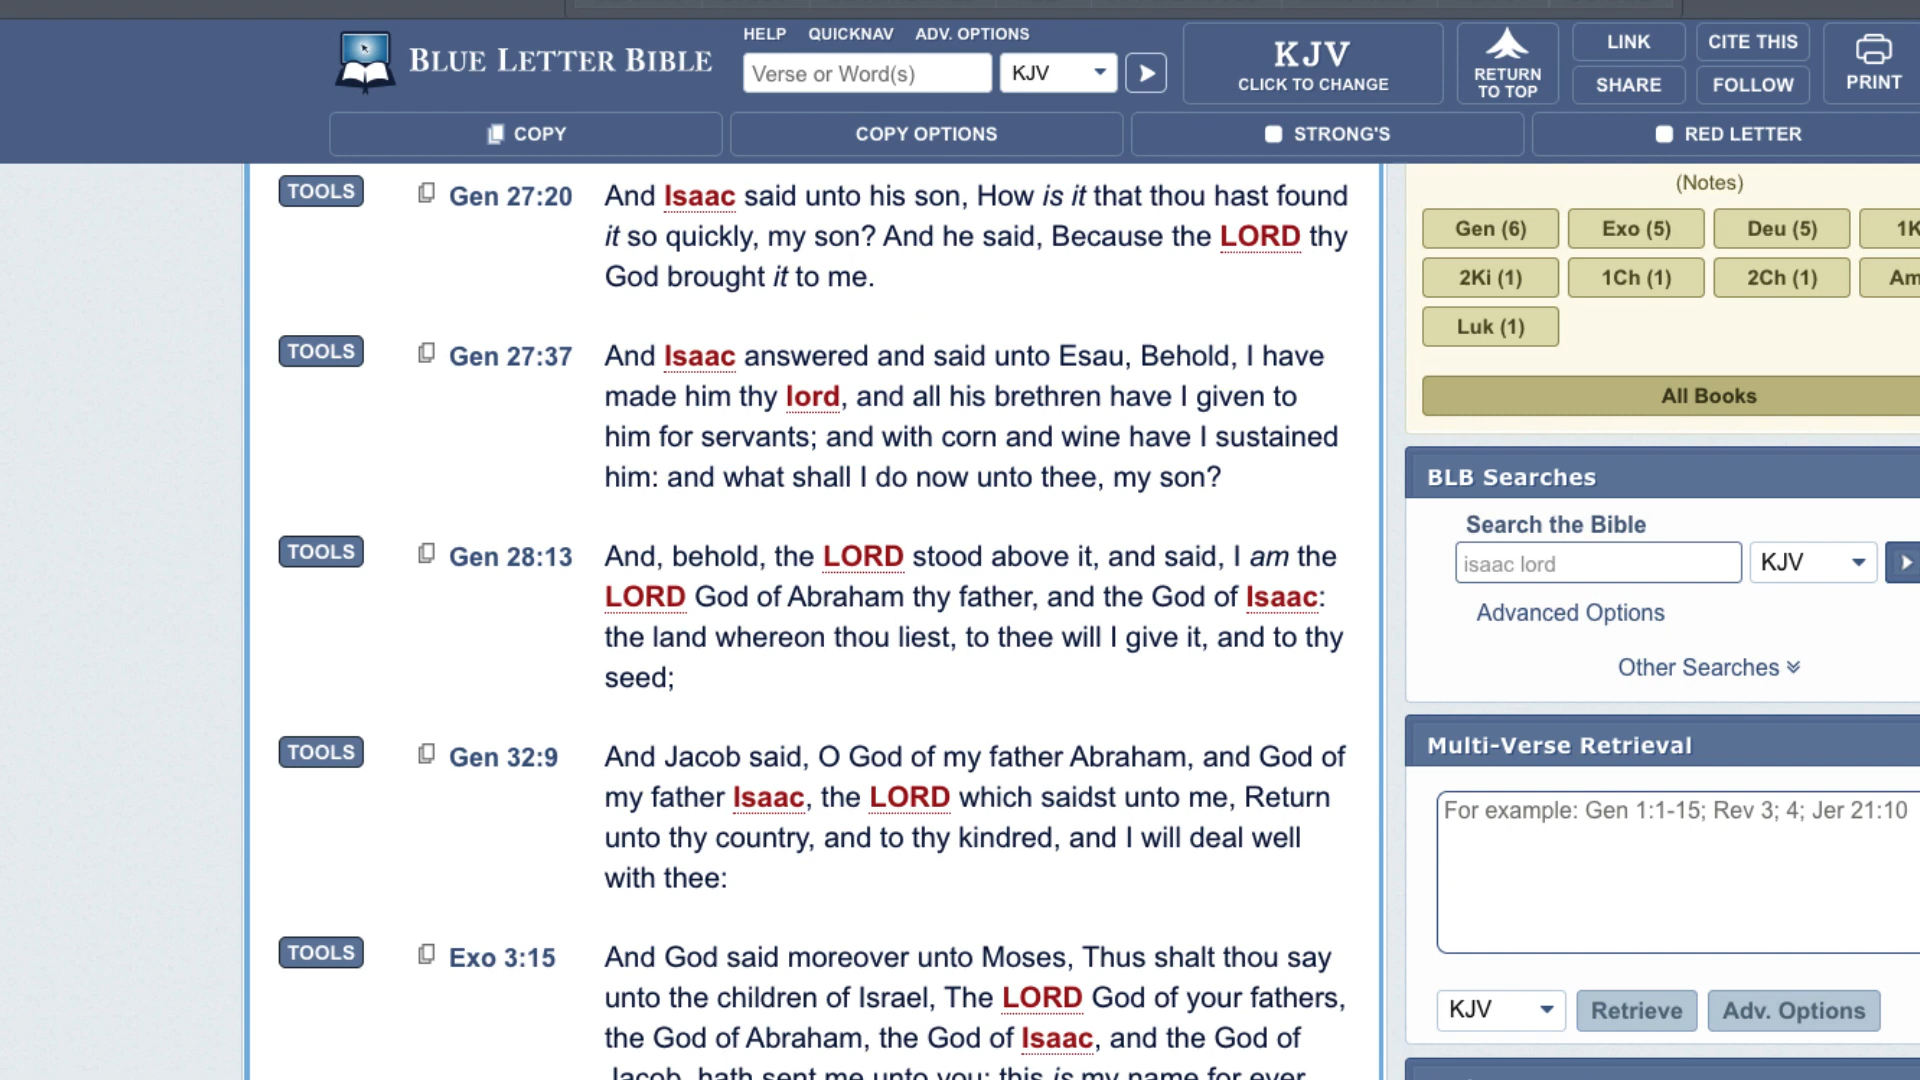 BLUE LETTER BIBLE
HELP QUICKNAV ADV. OPTIONS
Verse or Word(s)
KJV
KJV
CLICK TO CHANGE
RETURN
TO TOP
LINK
CITE THIS
SHARE
FOLLOW
PRINT
COPY
COPY OPTIONS
STRONG'S
RED LETTER
TOOLS
Gen 27:20
And Isaac said unto his son, How is it that thou hast found
it so quickly, my son? And he said, Because the LORD thy
God brought it to me.
TOOLS
Gen 27:37
And Isaac answered and said unto Esau, Behold, I have
made him thy lord, and all his brethren have I given to
him for servants; and with corn and wine have I sustained
him: and what shall I do now unto thee, my son?
TOOLS
Gen 28:13
And, behold, the LORD stood above it, and said, I am the
LORD God of Abraham thy father, and the God of Isaac:
the land whereon thou liest, to thee will I give it, and to thy
seed;
TOOLS
Gen 32:9
And Jacob said, O God of my father Abraham, and God of
my father Isaac, the LORD which saidst unto me, Return
unto thy country, and to thy kindred, and I will deal well
with thee:
TOOLS
Exo 3:15
And God said moreover unto Moses, Thus shalt thou say
unto the children of Israel, The LORD God of your fathers,
the God of Abraham, the God of Isaac, and the God of
Jacob, hath sent me unto you: this is my name for ever,
(Notes)
Gen (6)
Exo (5)
Deu (5)
1K
2Ki (1)
1Ch (1)
2Ch (1)
Am
Luk (1)
All Books
BLB Searches
Search the Bible
isaac lord
KJV
Advanced Options
Other Searches
Multi-Verse Retrieval
For example: Gen 1:1-15; Rev 3; 4; Jer 21:10
KJV
Retrieve
Adv. Options